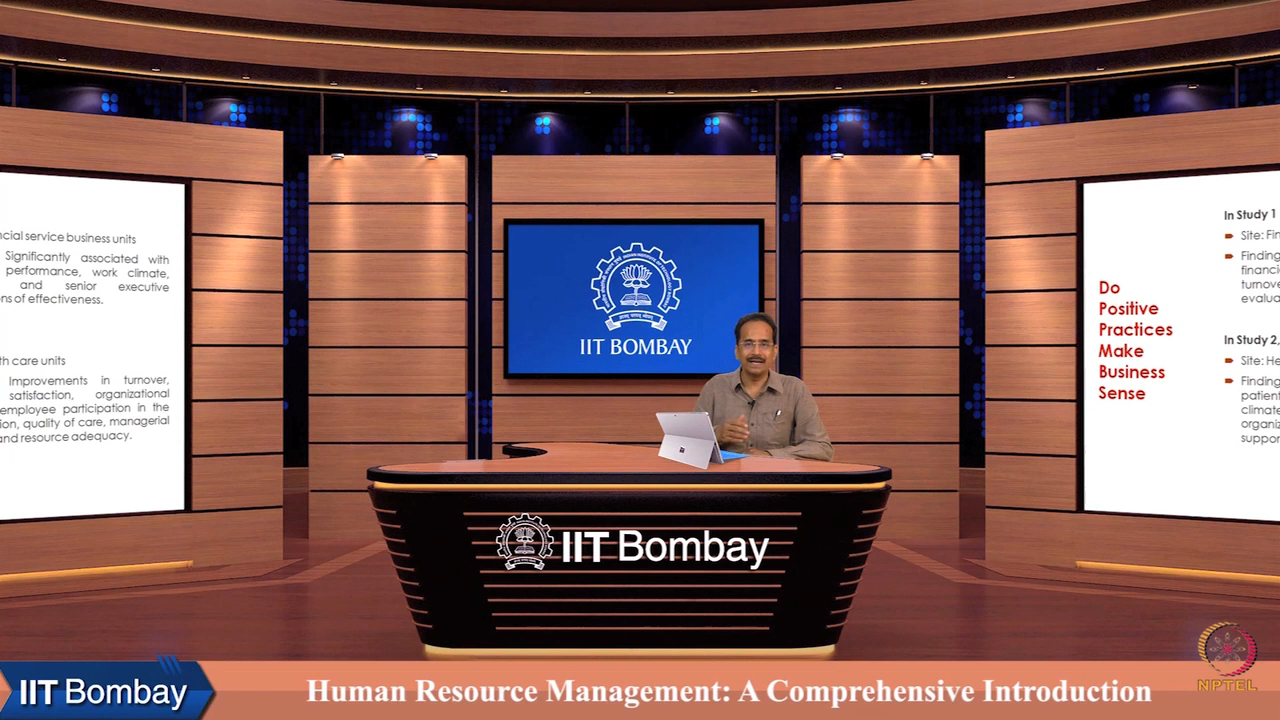 ncial service business units
Significantly associated with
performance, work climate,
and senior executive
ns of effectiveness.
th care units
Improvements in turnover,
satisfaction, organizational
employee participation in the
ion, quality of care, managerial
and resource adequacy.
IIT BOMBAY
Do
Positive
Practices
Make
Business
Sense
In Study 1
Site: Fin
Finding
financi
turnove
evalua
In Study 2,
Site: He
Finding
patient
climate
organiz
suppor
IIT Bombay
IIT Bombay
Human Resource Management: A Comprehensive Introduction
NPTEL